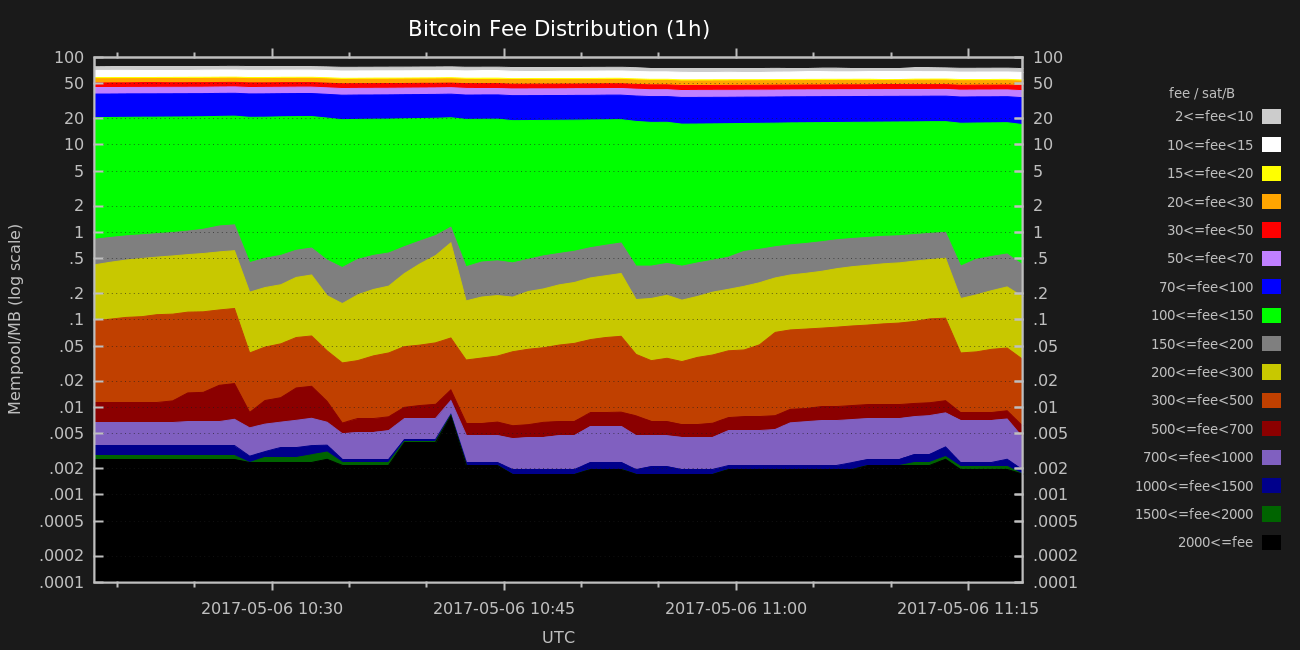 Bitcoin Fee Distribution (1h)
100 100
50 50
20 20
10 10
5 5
2 2
1 1
.5 .5
.2 .2
.1 .1
.05 .05
.02 .02
.01 .01
.005 .005
.002 .002
.001 .001
.0005 .0005
.0002 .0002
.0001 .0001
Mempool/MB (log scale)
2017-05-06 10:30 2017-05-06 10:45 2017-05-06 11:00 2017-05-06 11:15
UTC
fee / sat/B
2<=fee<10
10<=fee<15
15<=fee<20
20<=fee<30
30<=fee<50
50<=fee<70
70<=fee<100
100<=fee<150
150<=fee<200
200<=fee<300
300<=fee<500
500<=fee<700
700<=fee<1000
1000<=fee<1500
1500<=fee<2000
2000<=fee